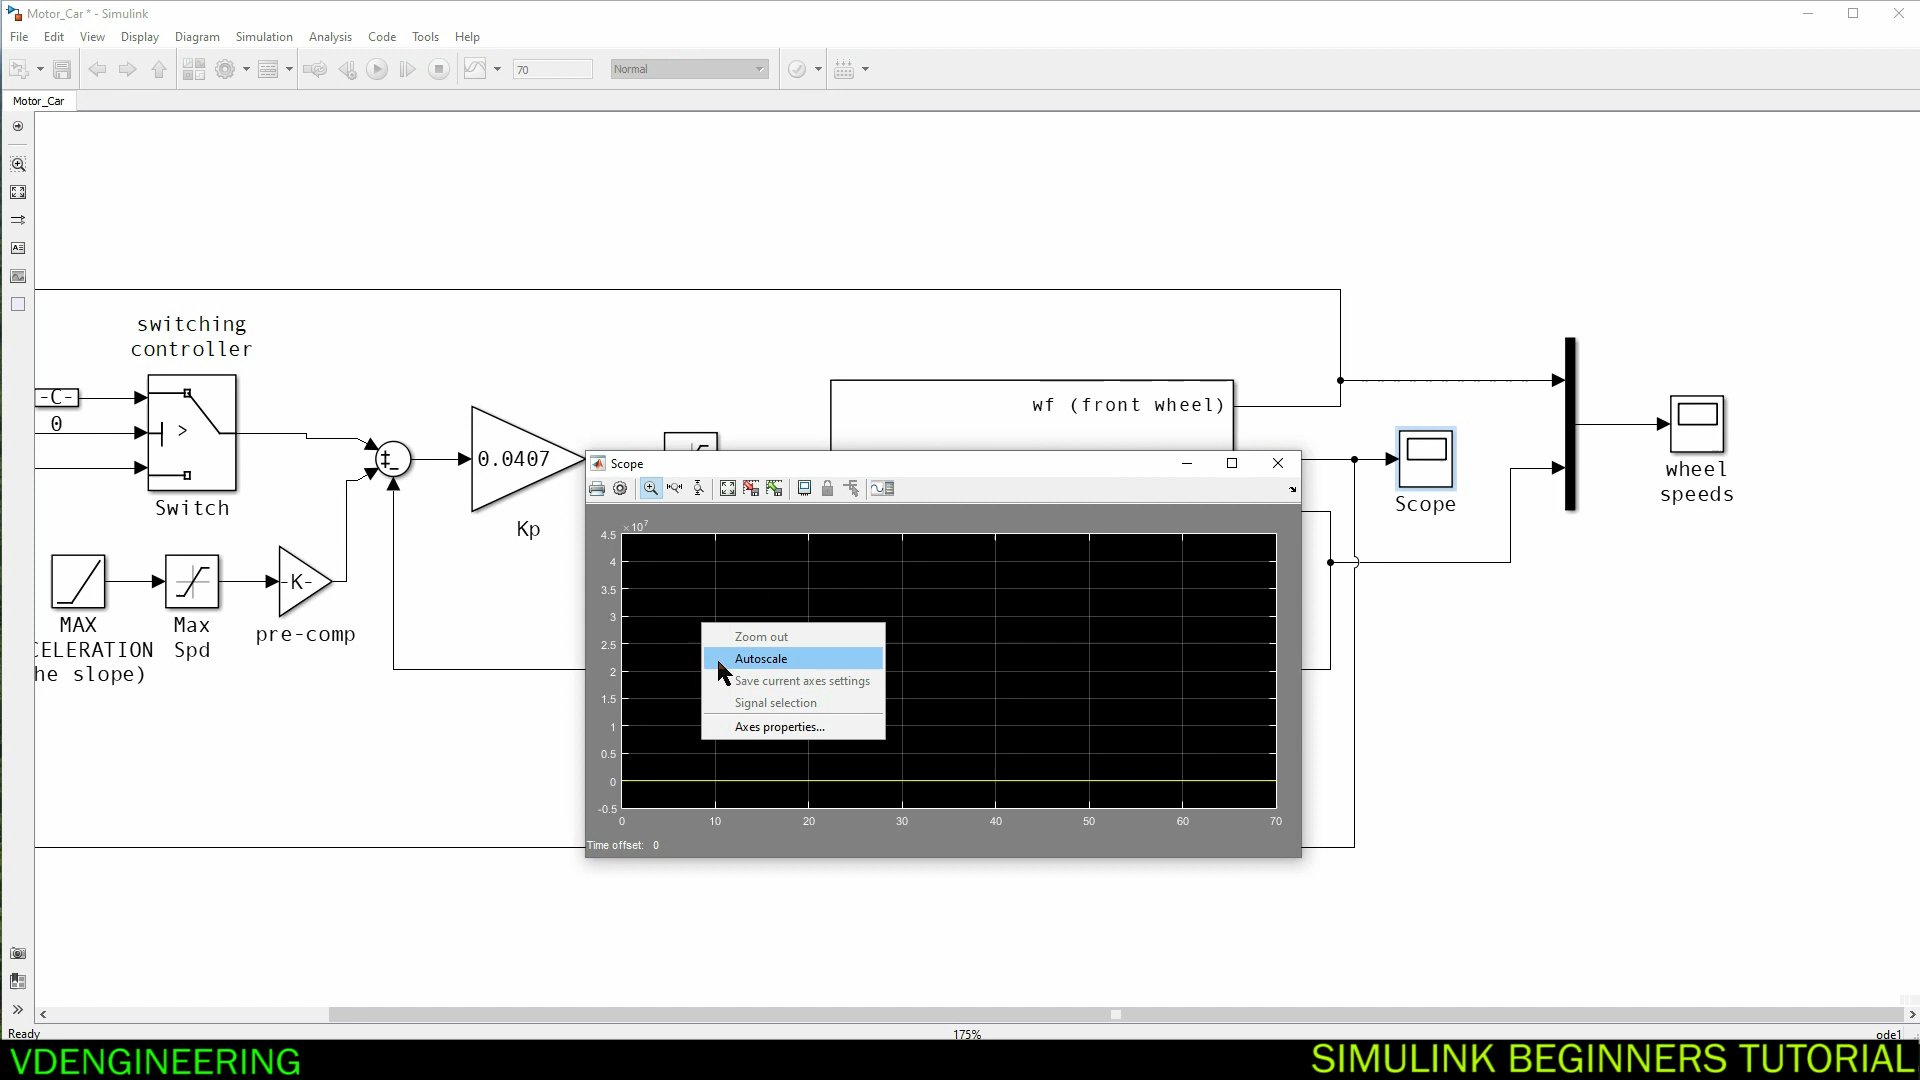 Motor_Car * - Simulink
File Edit View Display Diagram Simulation Analysis Code Tools Help
70 Normal
Motor_Car
switching
controller
-C-
0
>
Switch
0.0407
Kp
wf (front wheel)
Scope
wheel
speeds
MAX
CELERATION
he slope)
Max
Spd
-K-
pre-comp
Scope
×10^7
4.5
4
3.5
3
2.5
2
1.5
1
0.5
0
-0.5
0 10 20 30 40 50 60 70
Time offset: 0
Zoom out
Autoscale
Save current axes settings
Signal selection
Axes properties...
Ready 175% ode1
VDENGINEERING
SIMULINK BEGINNERS TUTORIAL